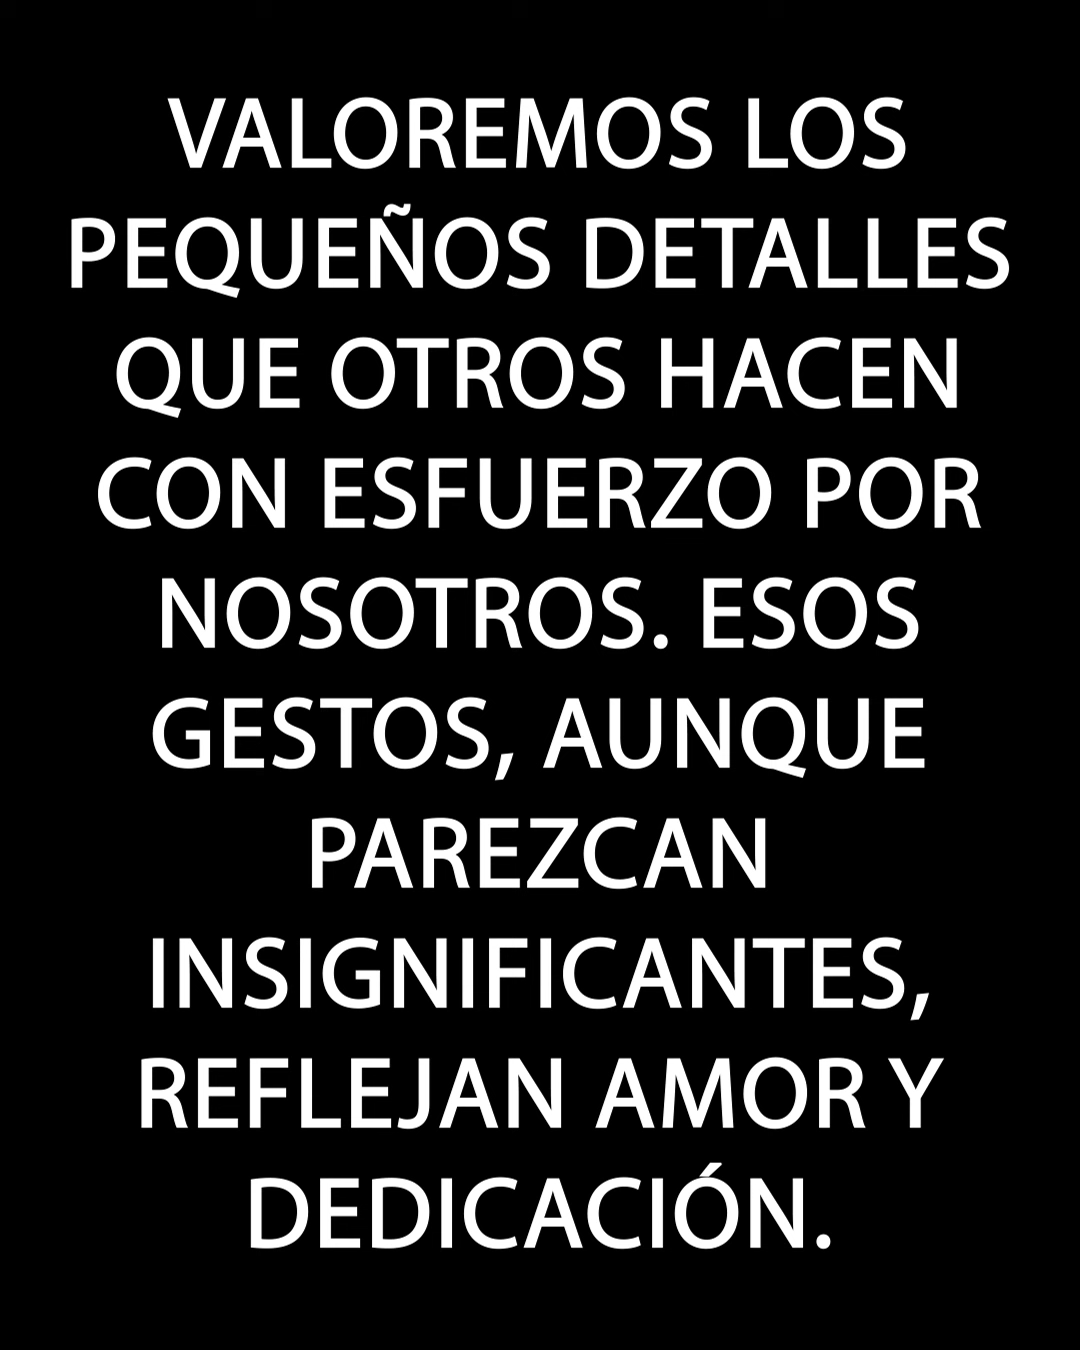 VALOREMOS LOS
PEQUEÑOS DETALLES
QUE OTROS HACEN
CON ESFUERZO POR
NOSOTROS. ESOS
GESTOS, AUNQUE
PAREZCAN
INSIGNIFICANTES,
REFLEJAN AMOR Y
DEDICACIÓN.